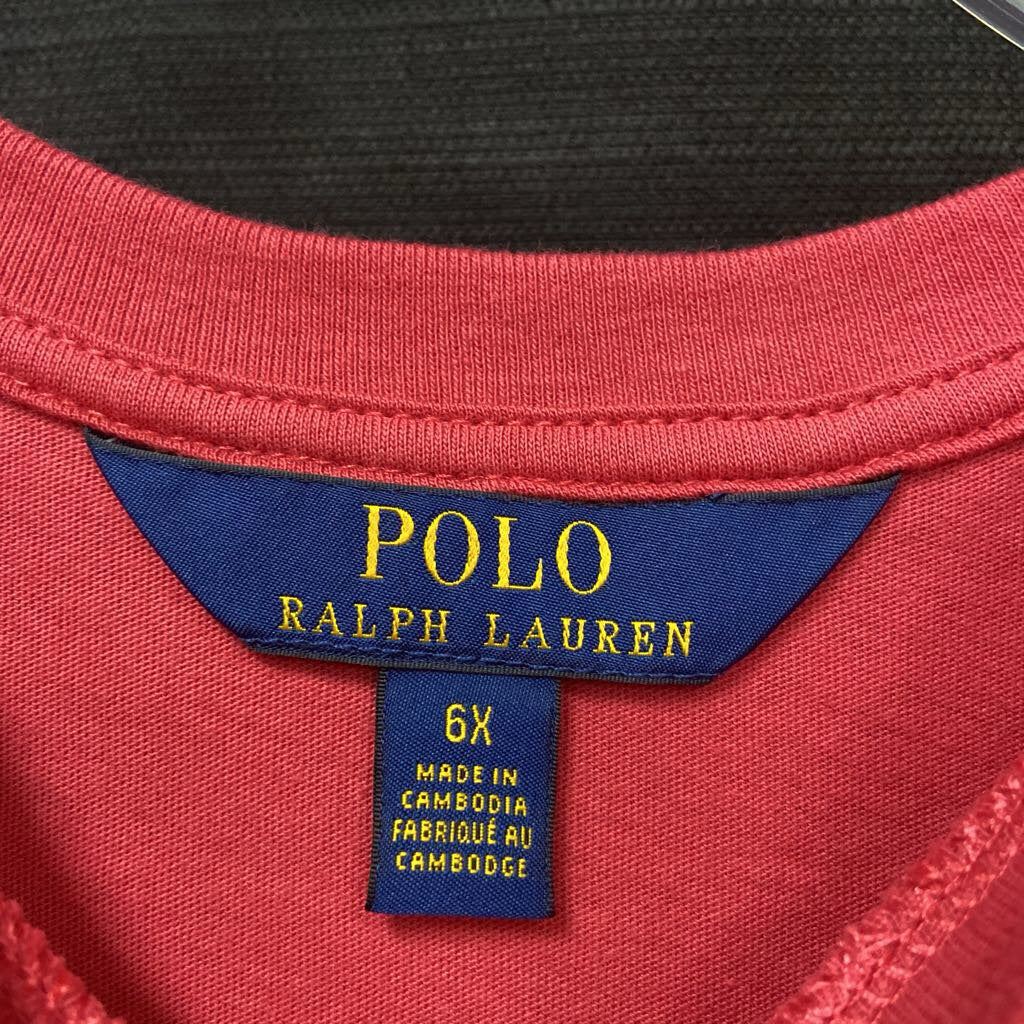 POLO
RALPH LAUREN
6X
MADE IN
CAMBODIA
FABRIQUÉ AU
CAMBODGE